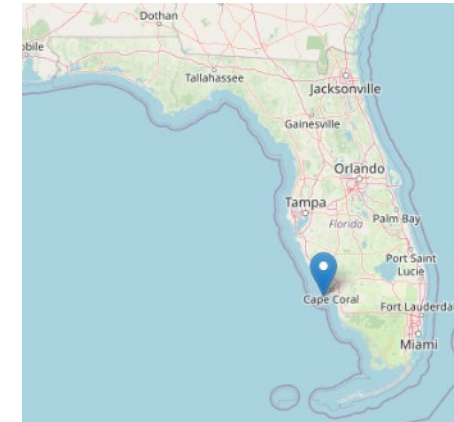 Dothan
obile
Tallahassee
Jacksonville
Gainesville
Orlando
Tampa
Palm Bay
Florida
Port Saint
Lucie
Cape Coral
Fort Lauderda
Miami